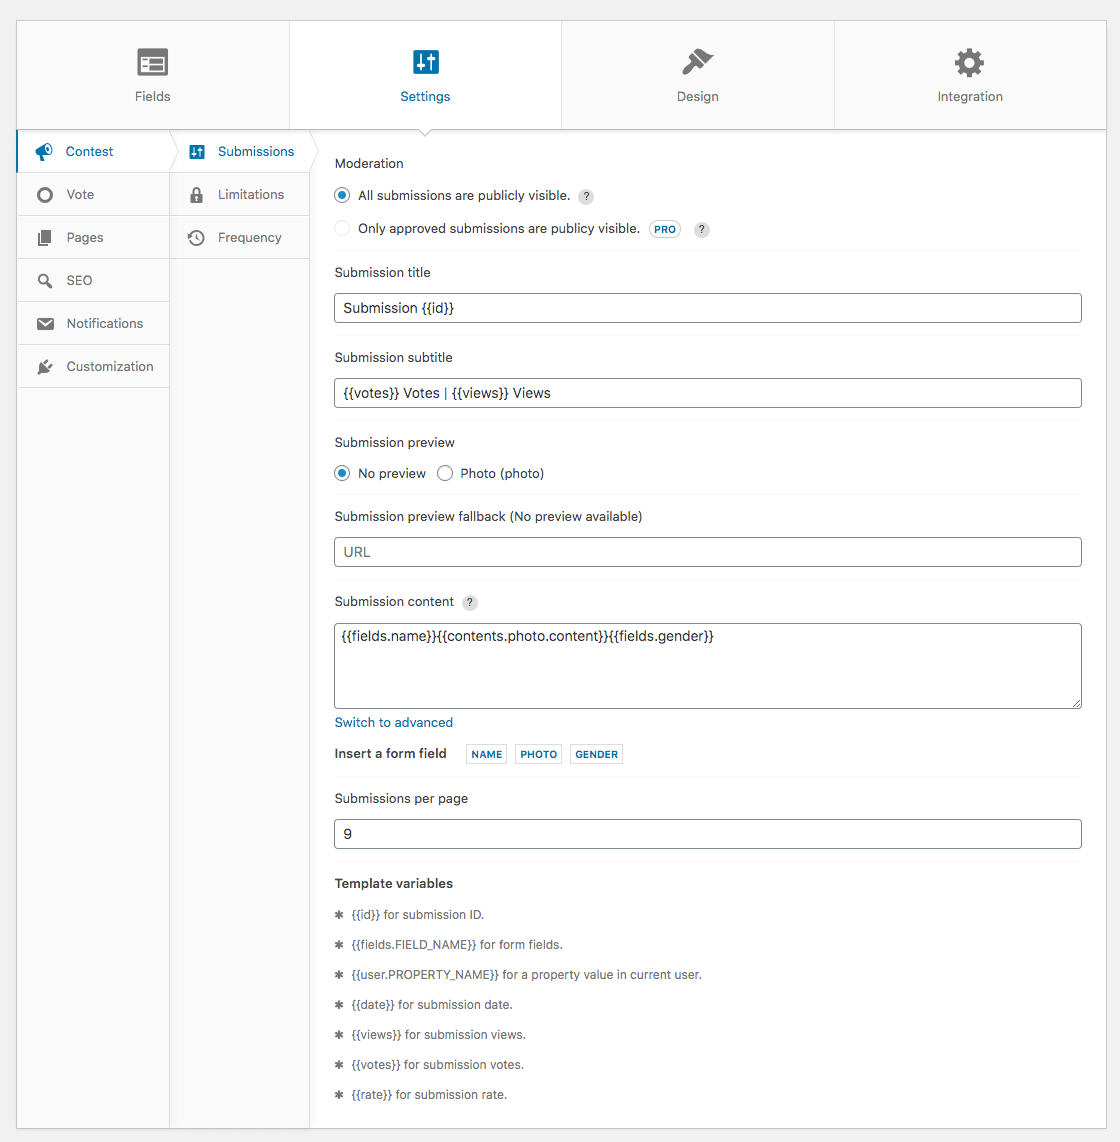 Fields
Settings
Design
Integration
Contest
Vote
Pages
SEO
Notifications
Customization
Submissions
Limitations
Frequency
Moderation
All submissions are publicly visible. ?
Only approved submissions are publicy visible. PRO ?
Submission title
Submission {{id}}
Submission subtitle
{{votes}} Votes | {{views}} Views
Submission preview
No preview Photo (photo)
Submission preview fallback (No preview available)
URL
Submission content ?
{{fields.name}}{{contents.photo.content}}{{fields.gender}}
Switch to advanced
Insert a form field NAME PHOTO GENDER
Submissions per page
9
Template variables
✱ {{id}} for submission ID.
✱ {{fields.FIELD_NAME}} for form fields.
✱ {{user.PROPERTY_NAME}} for a property value in current user.
✱ {{date}} for submission date.
✱ {{views}} for submission views.
✱ {{votes}} for submission votes.
✱ {{rate}} for submission rate.